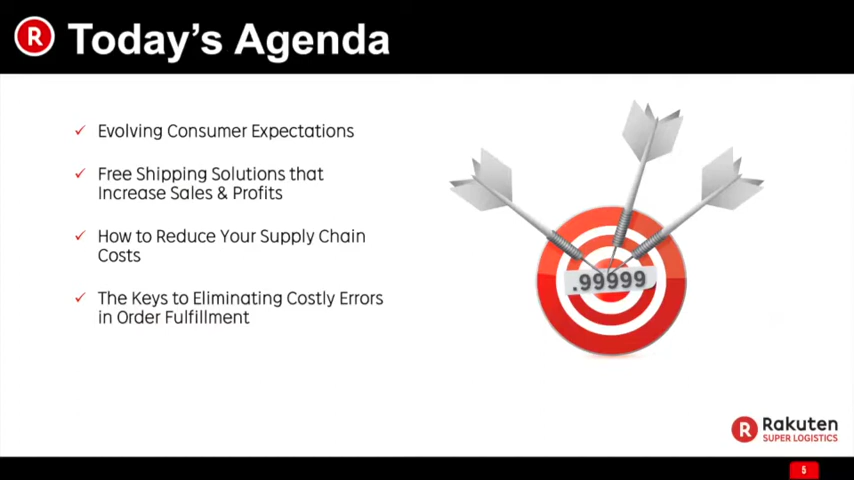 R Today's Agenda
Evolving Consumer Expectations
Free Shipping Solutions that
Increase Sales & Profits
How to Reduce Your Supply Chain
Costs
The Keys to Eliminating Costly Errors
in Order Fulfillment
.99999
R Rakuten
SUPER LOGISTICS
5